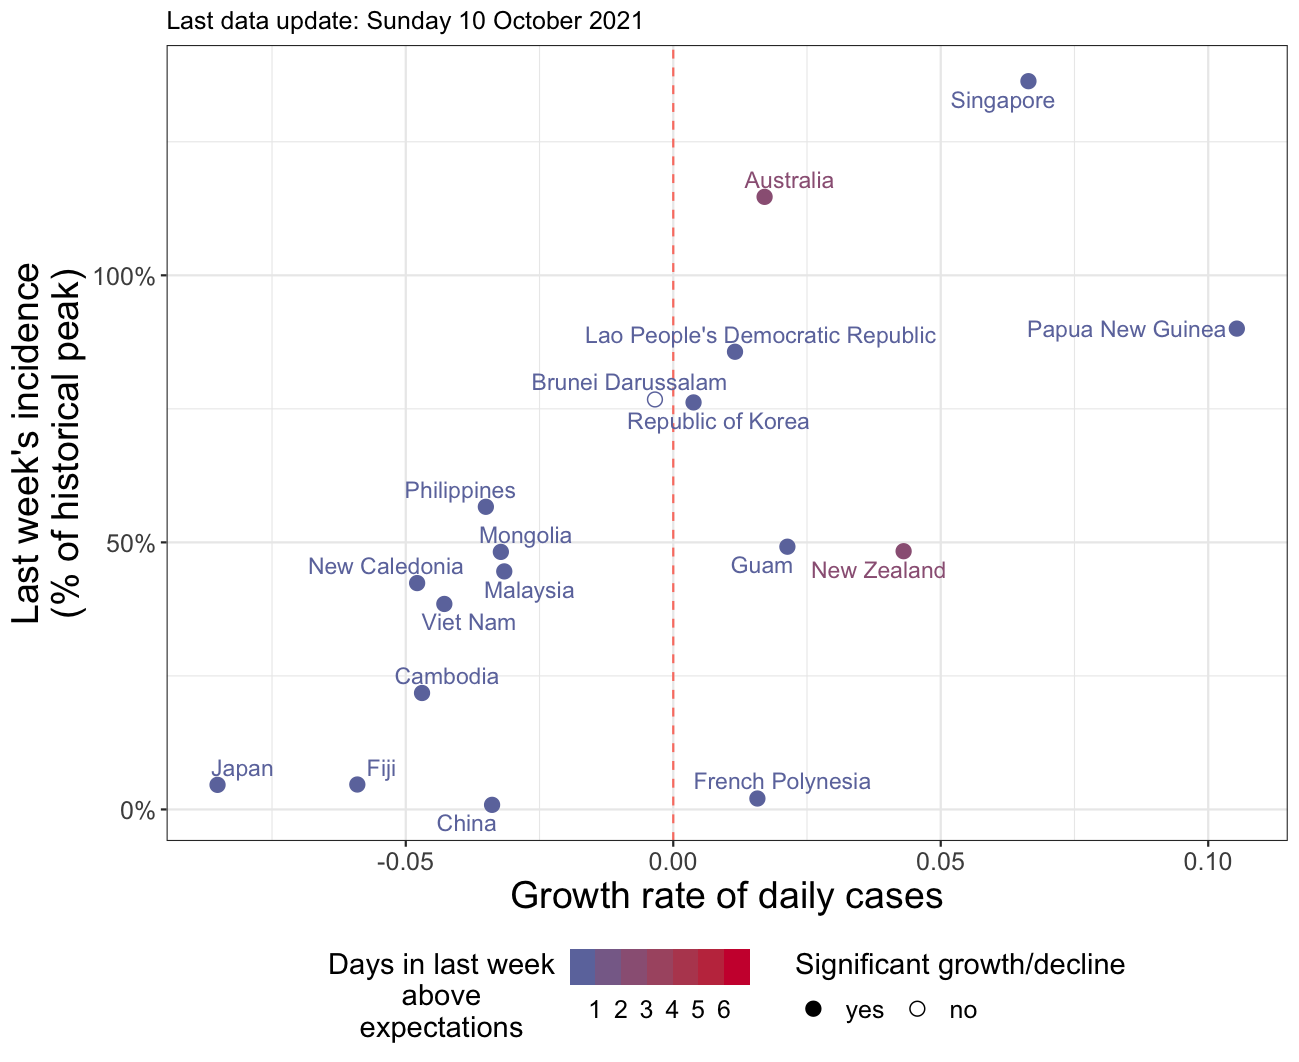 Last data update: Sunday 10 October 2021
Last week's incidence
(% of historical peak)
100%
50%
0%
Singapore
Australia
Papua New Guinea
Lao People's Democratic Republic
Brunei Darussalam
Republic of Korea
Philippines
Mongolia
New Caledonia
Malaysia
Guam
New Zealand
Viet Nam
Cambodia
Japan
Fiji
French Polynesia
China
-0.05
0.00
0.05
0.10
Growth rate of daily cases
Days in last week
above
expectations
1 2 3 4 5 6
Significant growth/decline
yes
no